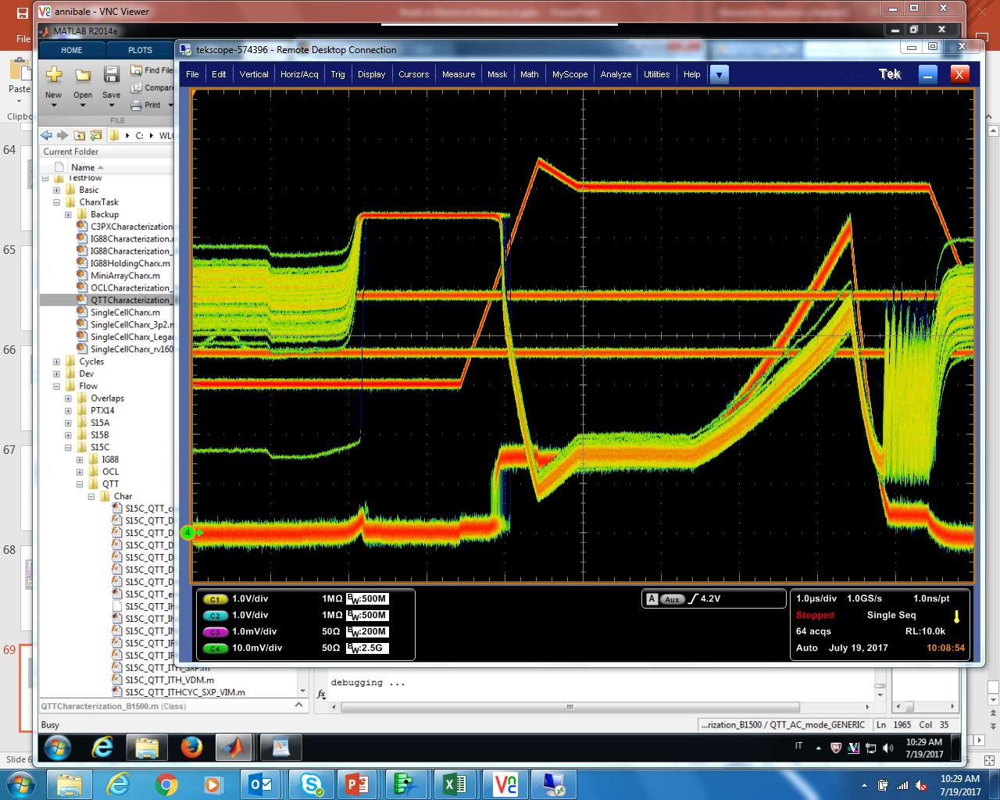 annibale - VNC Viewer
MATLAB R2014a
File
HOME PLOTS
tekscope-574396 - Remote Desktop Connection
File Edit Vertical Horiz/Acq Trig Display Cursors Measure Mask Math MyScope Analyze Utilities Help Tek
Paste
New Open Save
Find File
Compare
Print
FILE
Clipbo
C: WL
Current Folder
Name
TestFlow
Basic
CharxTask
Backup
C3PXCharacterization
IG88Characterization.
IG88Characterization_
IG88HoldingCharx.m
MiniArrayCharx.m
OCLCharacterization_
QTTCharacterization_
SingleCellCharx.m
SingleCellCharx_3p2.m
SingleCellCharx_Legac
SingleCellCharx_rv160
Cycles
Dev
Flow
Overlaps
PTX14
S15A
S15B
S15C
IG88
OCL
QTT
Char
S15C_QTT_c
S15C_QTT_D
S15C_QTT_D
S15C_QTT_D
S15C_QTT_D
S15C_QTT_D
S15C_QTT_D
S15C_QTT_e
S15C_QTT_I
S15C_QTT_I
S15C_QTT_I
S15C_QTT_I
S15C_QTT_I
S15C_QTT_ITH_SXP.m
S15C_QTT_ITH_VDM.m
S15C_QTT_ITHCYC_SXP_VIM.m
64
65
66
67
68
69
4
C1 1.0V/div 1MΩ BW:500M
C2 1.0V/div 1MΩ BW:500M
C3 1.0mV/div 50Ω BW:200M
C4 10.0mV/div 50Ω BW:2.5G
A Aux 4.2V
1.0µs/div 1.0GS/s 1.0ns/pt
Stopped Single Seq
64 acqs RL:10.0k
Auto July 19, 2017 10:08:54
debugging ...
fx
QTTCharacterization_B1500.m (Class)
Busy
...rization_B1500 / QTT_AC_mode_GENERIC Ln 1965 Col 35
IT
10:29 AM
7/19/2017
Slide 6
10:29 AM
7/19/2017